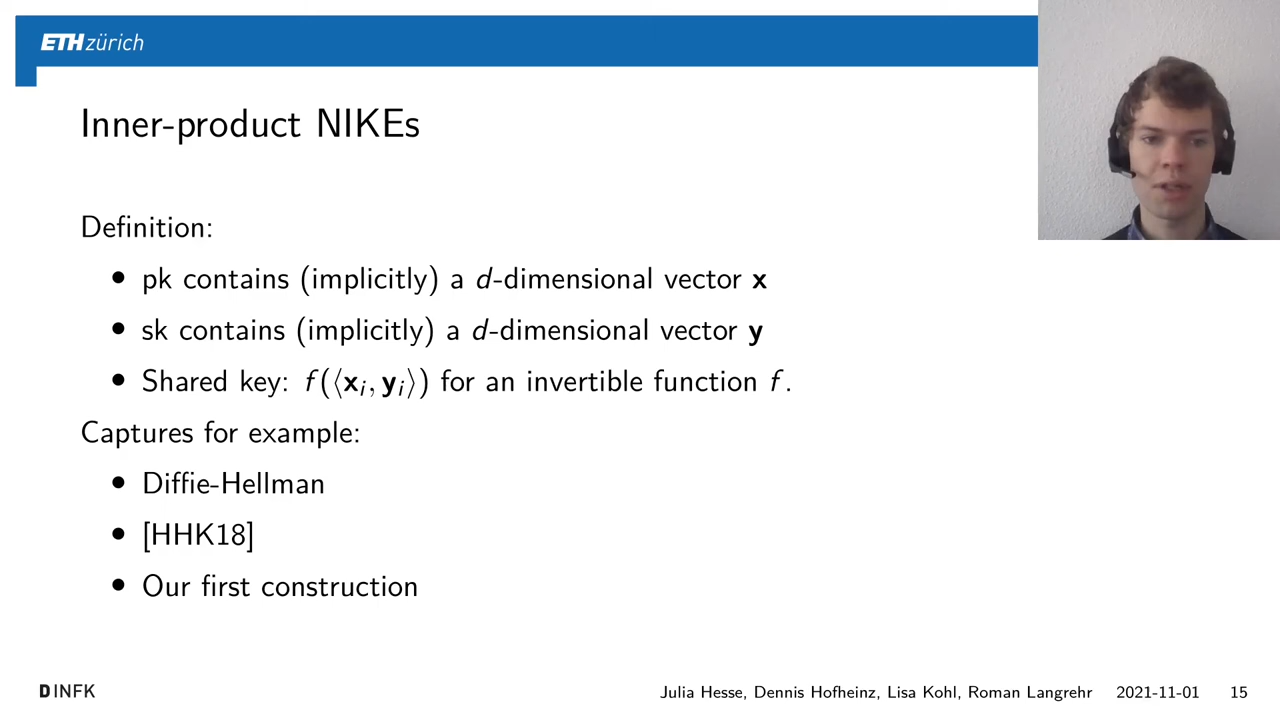 ETH zürich
Inner-product NIKEs
Definition:
• pk contains (implicitly) a d-dimensional vector x
• sk contains (implicitly) a d-dimensional vector y
• Shared key: f(⟨xᵢ, yᵢ⟩) for an invertible function f.
Captures for example:
• Diffie-Hellman
• [HHK18]
• Our first construction
D INFK
Julia Hesse, Dennis Hofheinz, Lisa Kohl, Roman Langrehr 2021-11-01 15